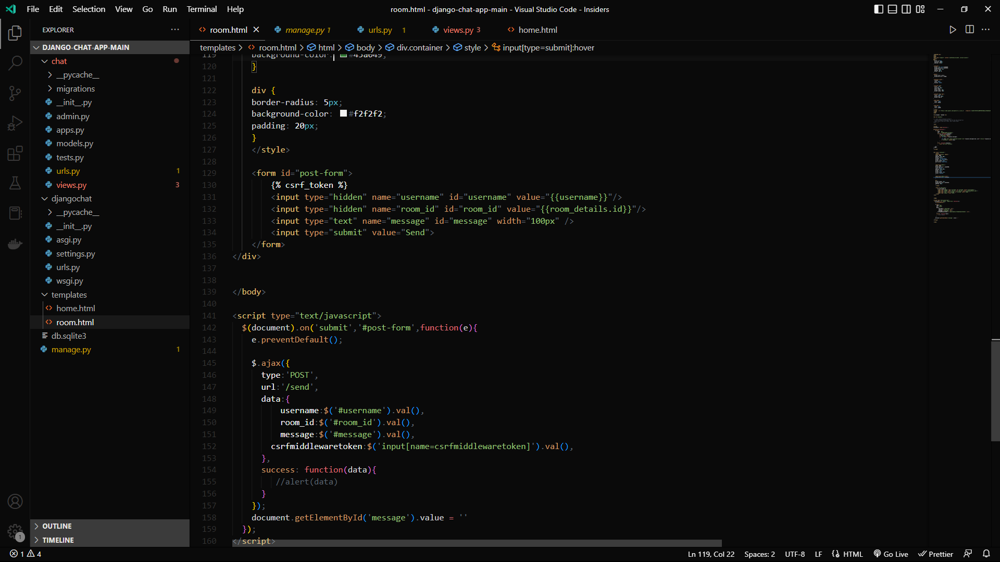 File Edit Selection View Go Run Terminal Help
room.html - django-chat-app-main - Visual Studio Code - Insiders
EXPLORER
room.html
manage.py 1
urls.py 1
views.py 3
home.html
DJANGO-CHAT-APP-MAIN
templates > room.html > html > body > div.container > style > input[type=submit]:hover
chat
__pycache__
migrations
__init__.py
admin.py
apps.py
models.py
tests.py
urls.py 1
views.py 3
djangochat
__pycache__
__init__.py
asgi.py
settings.py
urls.py
wsgi.py
templates
home.html
room.html
db.sqlite3
manage.py 1
OUTLINE
TIMELINE
119 background-color: #45a049;
120 }
121
122 div {
123 border-radius: 5px;
124 background-color: #f2f2f2;
125 padding: 20px;
126 }
127 </style>
128
129 <form id="post-form">
130 {% csrf_token %}
131 <input type="hidden" name="username" id="username" value="{{username}}"/>
132 <input type="hidden" name="room_id" id="room_id" value="{{room_details.id}}"/>
133 <input type="text" name="message" id="message" width="100px" />
134 <input type="submit" value="Send">
135 </form>
136 </div>
137
138
139 </body>
140
141 <script type="text/javascript">
142 $(document).on('submit','#post-form',function(e){
143 e.preventDefault();
144
145 $.ajax({
146 type:'POST',
147 url:'/send',
148 data:{
149 username:$('#username').val(),
150 room_id:$('#room_id').val(),
151 message:$('#message').val(),
152 csrfmiddlewaretoken:$('input[name=csrfmiddlewaretoken]').val(),
153 },
154 success: function(data){
155 //alert(data)
156 }
157 });
158 document.getElementById('message').value = ''
159 });
160 </script>
1
1 4
Ln 119, Col 22 Spaces: 2 UTF-8 LF HTML Go Live Prettier